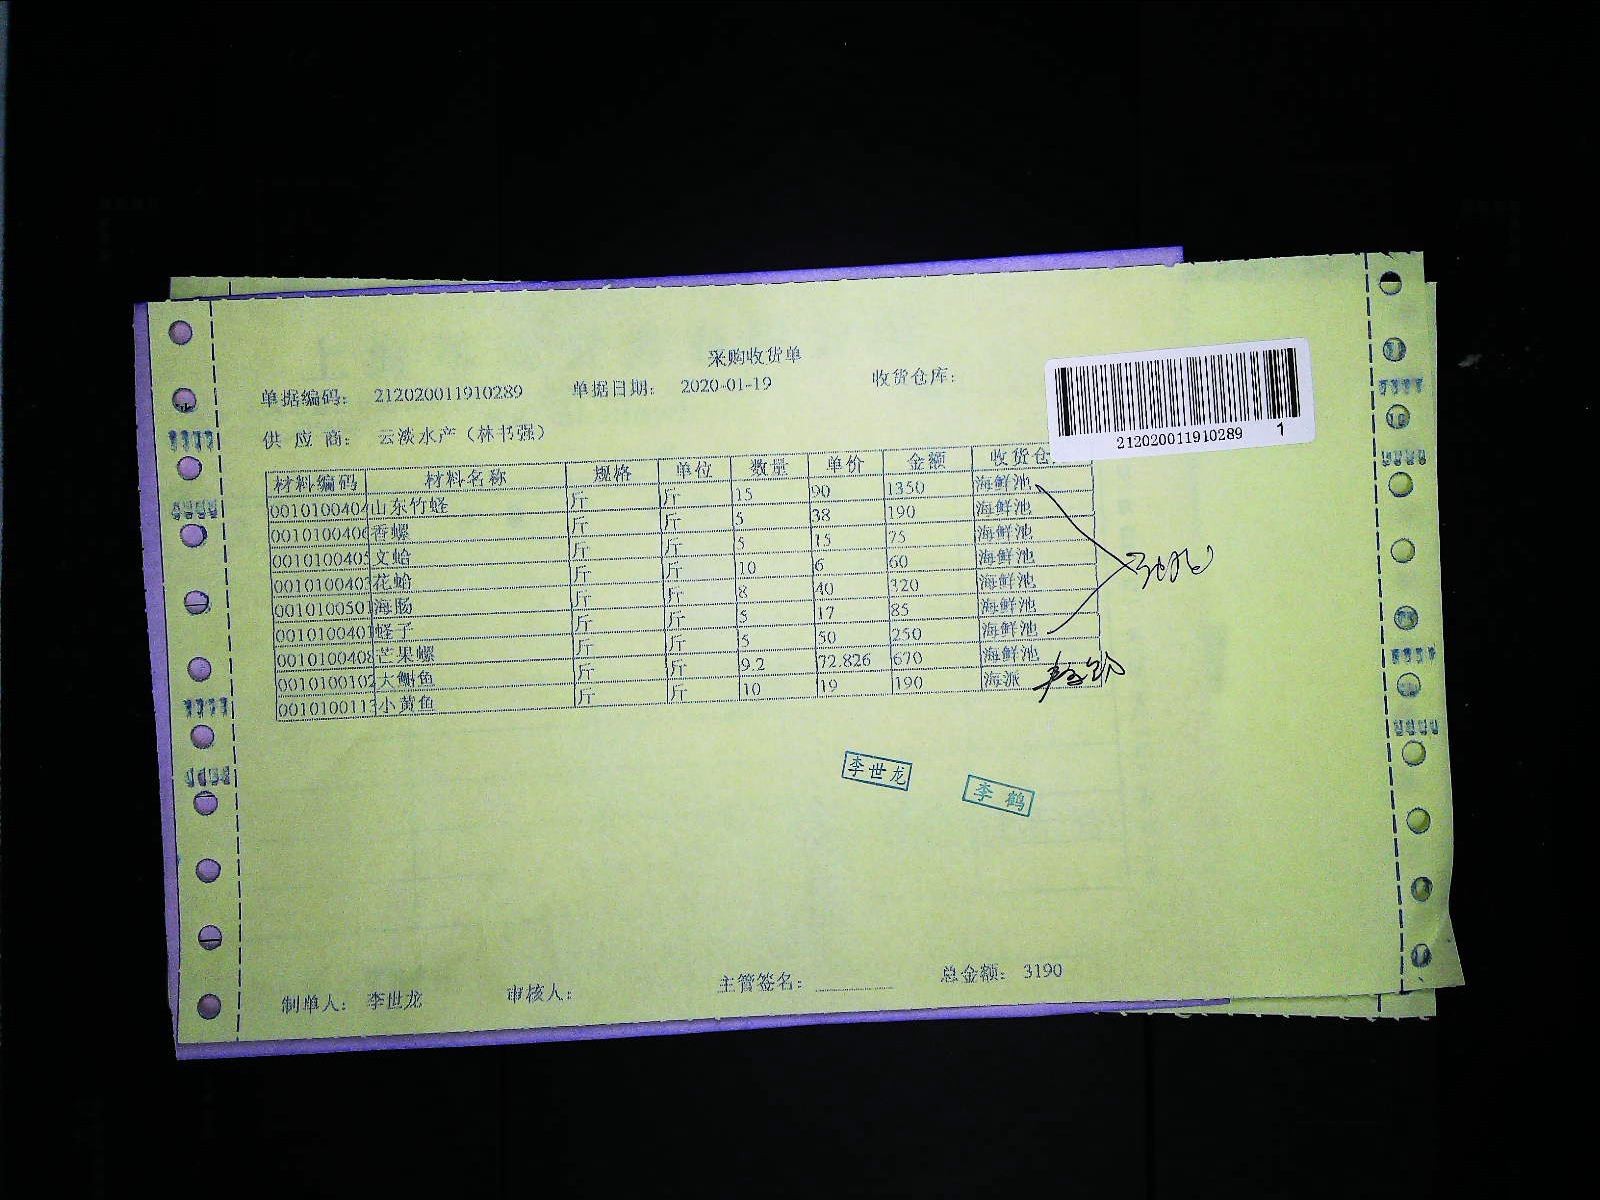 采购收货单
单据编码: 212020011910289 单据日期: 2020-01-19 收货仓库:
212020011910289 1
供 应 商: 云淡水产（林书强）
材料编码 材料名称 规格 单位 数量 单价 金额 收货仓
001010040 山东竹蛏 斤 斤 15 90 1350 海鲜池
001010040 香螺 斤 斤 5 38 190 海鲜池
001010040 文蛤 斤 斤 5 15 75 海鲜池
001010040 花蛤 斤 斤 10 6 60 海鲜池
001010050 海肠 斤 斤 8 40 320 海鲜池
001010040 蛏子 斤 斤 5 17 85 海鲜池
001010040 芒果螺 斤 斤 5 50 250 海鲜池
001010010 大鲷鱼 斤 斤 9.2 72.826 670 海鲜池
001010011 小黄鱼 斤 斤 10 19 190 海派
李世龙
李 鹤
制单人: 李世龙 审核人: 主管签名: 总金额: 3190